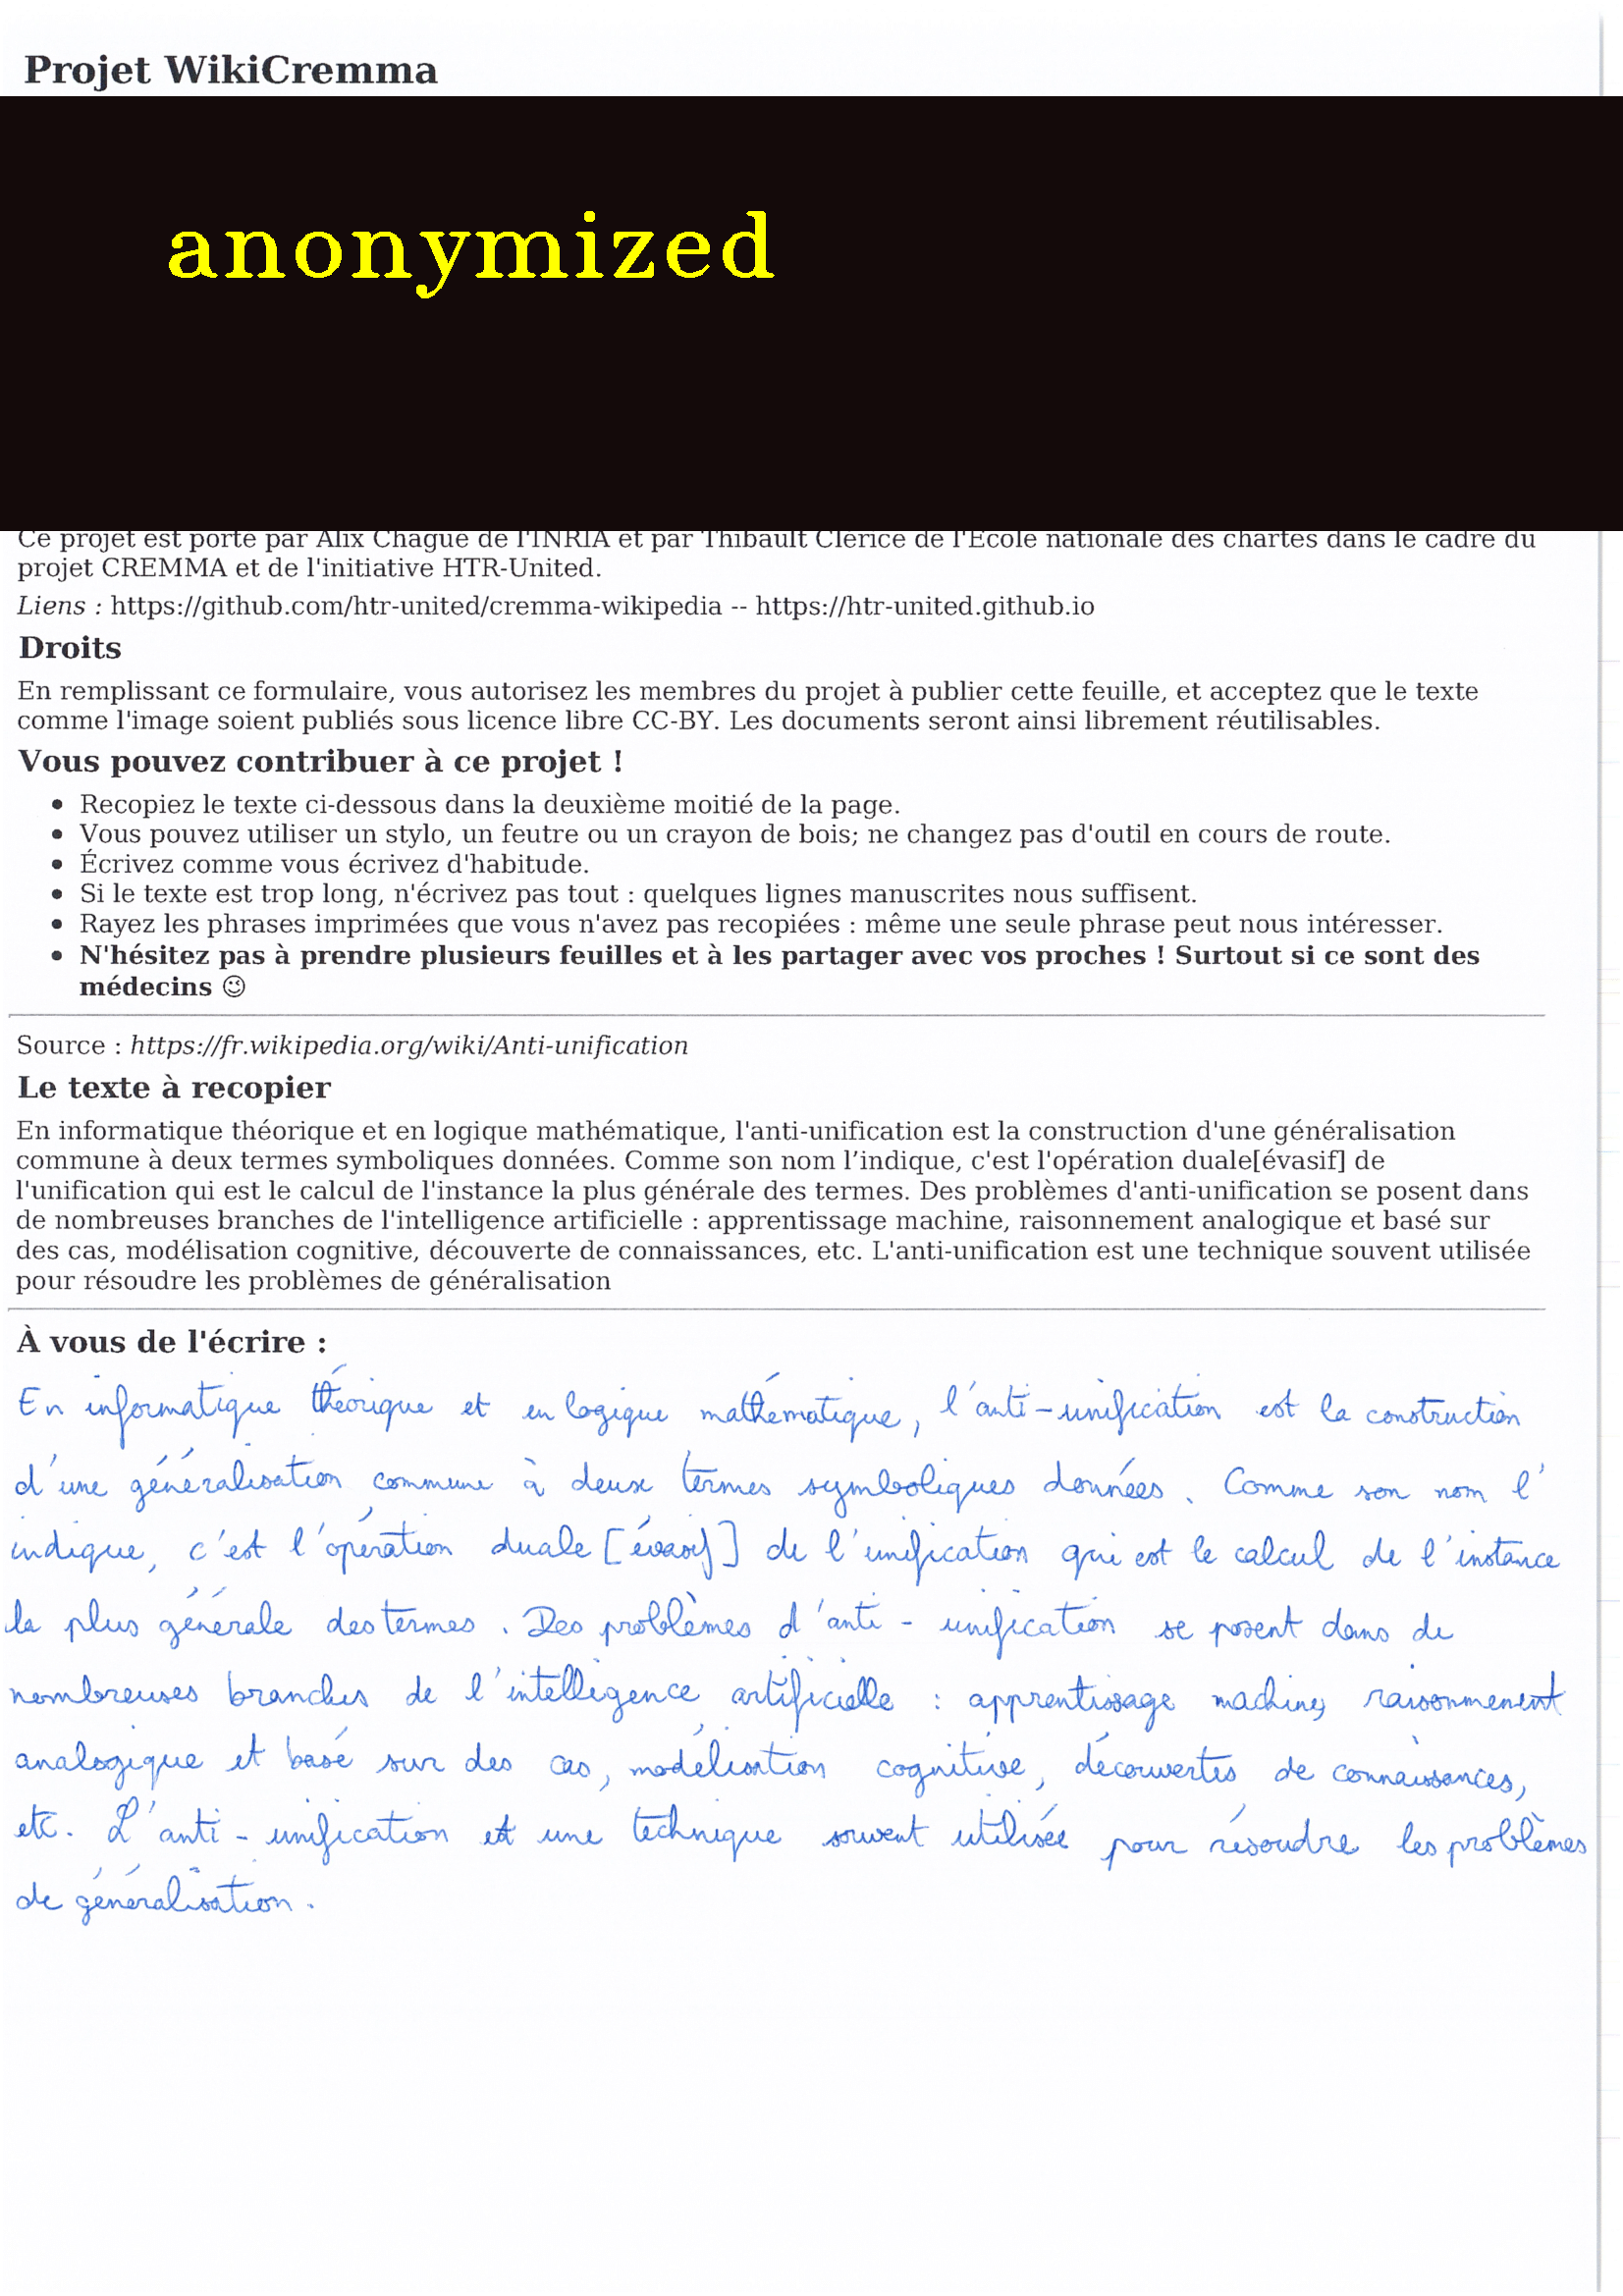 Projet WikiCremma
anonymized
Ce projet est porté par Alix Chagué de l'INRIA et par Thibault Clérice de l'École nationale des chartes dans le cadre du
projet CREMMA et de l'initiative HTR-United.
Liens : https://github.com/htr-united/cremma-wikipedia -- https://htr-united.github.io
Droits
En remplissant ce formulaire, vous autorisez les membres du projet à publier cette feuille, et acceptez que le texte
comme l'image soient publiés sous licence libre CC-BY. Les documents seront ainsi librement réutilisables.
Vous pouvez contribuer à ce projet !
• Recopiez le texte ci-dessous dans la deuxième moitié de la page.
• Vous pouvez utiliser un stylo, un feutre ou un crayon de bois; ne changez pas d'outil en cours de route.
• Écrivez comme vous écrivez d'habitude.
• Si le texte est trop long, n'écrivez pas tout : quelques lignes manuscrites nous suffisent.
• Rayez les phrases imprimées que vous n'avez pas recopiées : même une seule phrase peut nous intéresser.
• N'hésitez pas à prendre plusieurs feuilles et à les partager avec vos proches ! Surtout si ce sont des
médecins ☺
Source : https://fr.wikipedia.org/wiki/Anti-unification
Le texte à recopier
En informatique théorique et en logique mathématique, l'anti-unification est la construction d'une généralisation
commune à deux termes symboliques données. Comme son nom l’indique, c'est l'opération duale[évasif] de
l'unification qui est le calcul de l'instance la plus générale des termes. Des problèmes d'anti-unification se posent dans
de nombreuses branches de l'intelligence artificielle : apprentissage machine, raisonnement analogique et basé sur
des cas, modélisation cognitive, découverte de connaissances, etc. L'anti-unification est une technique souvent utilisée
pour résoudre les problèmes de généralisation
À vous de l'écrire :
En informatique théorique et en logique mathématique, l'anti-unification est la construction
d'une généralisation commune à deux termes symboliques données. Comme son nom l'
indique, c'est l'opération duale [évasif] de l'unification qui est le calcul de l'instance
la plus générale des termes. Des problèmes d'anti-unification se posent dans de
nombreuses branches de l'intelligence artificielle : apprentissage machine, raisonnement
analogique et basé sur des cas, modélisation cognitive, découvertes de connaissances,
etc. L'anti-unification est une technique souvent utilisée pour résoudre les problèmes
de généralisation.